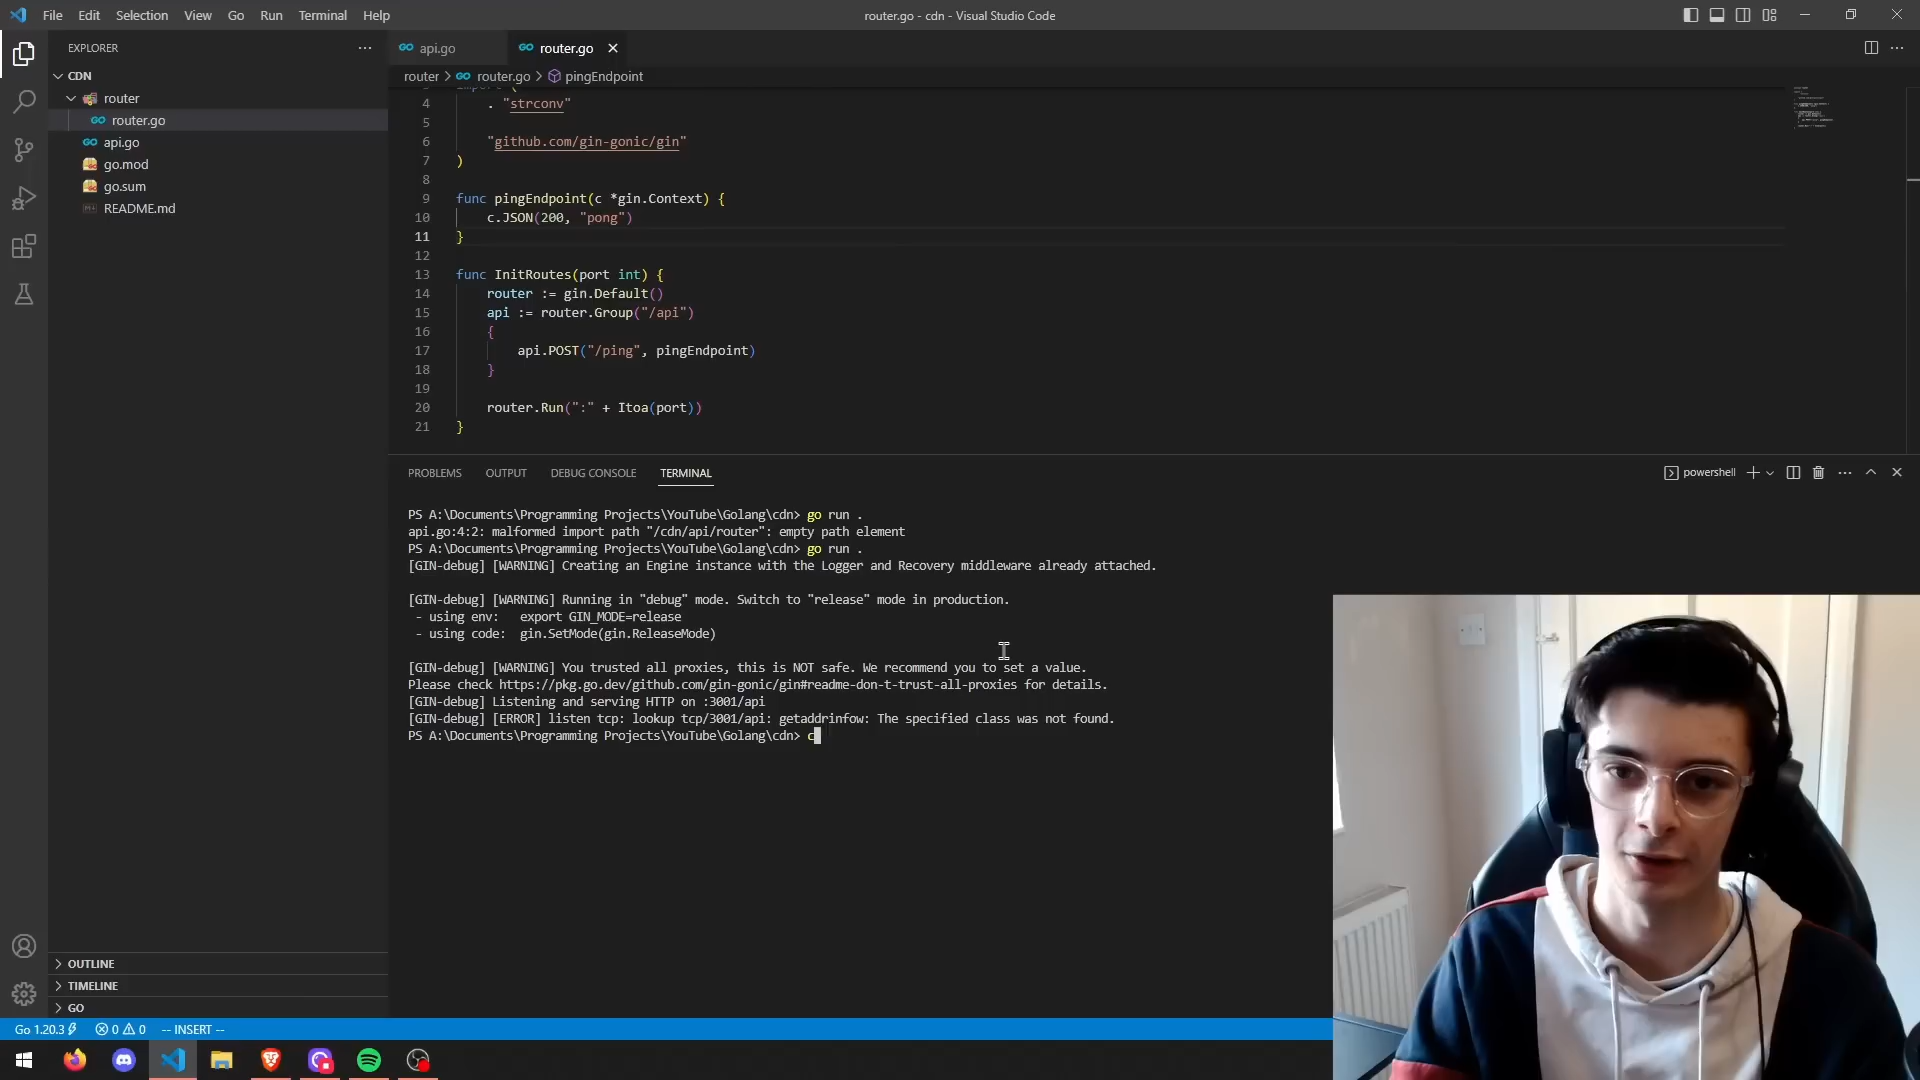 File Edit Selection View Go Run Terminal Help
router.go - cdn - Visual Studio Code
EXPLORER
CDN
router
router.go
api.go
go.mod
go.sum
README.md
OUTLINE
TIMELINE
GO
api.go
router.go
router > router.go > pingEndpoint
4 . "strconv"
5
6 "github.com/gin-gonic/gin"
7 )
8
9 func pingEndpoint(c *gin.Context) {
10 c.JSON(200, "pong")
11 }
12
13 func InitRoutes(port int) {
14 router := gin.Default()
15 api := router.Group("/api")
16 {
17 api.POST("/ping", pingEndpoint)
18 }
19
20 router.Run(":" + Itoa(port))
21 }
PROBLEMS OUTPUT DEBUG CONSOLE TERMINAL
powershell
PS A:\Documents\Programming Projects\YouTube\Golang\cdn> go run .
api.go:4:2: malformed import path "/cdn/api/router": empty path element
PS A:\Documents\Programming Projects\YouTube\Golang\cdn> go run .
[GIN-debug] [WARNING] Creating an Engine instance with the Logger and Recovery middleware already attached.
[GIN-debug] [WARNING] Running in "debug" mode. Switch to "release" mode in production.
- using env: export GIN_MODE=release
- using code: gin.SetMode(gin.ReleaseMode)
[GIN-debug] [WARNING] You trusted all proxies, this is NOT safe. We recommend you to set a value.
Please check https://pkg.go.dev/github.com/gin-gonic/gin#readme-don-t-trust-all-proxies for details.
[GIN-debug] Listening and serving HTTP on :3001/api
[GIN-debug] [ERROR] listen tcp: lookup tcp/3001/api: getaddrinfow: The specified class was not found.
PS A:\Documents\Programming Projects\YouTube\Golang\cdn> c
Go 1.20.3 0 0 -- INSERT --